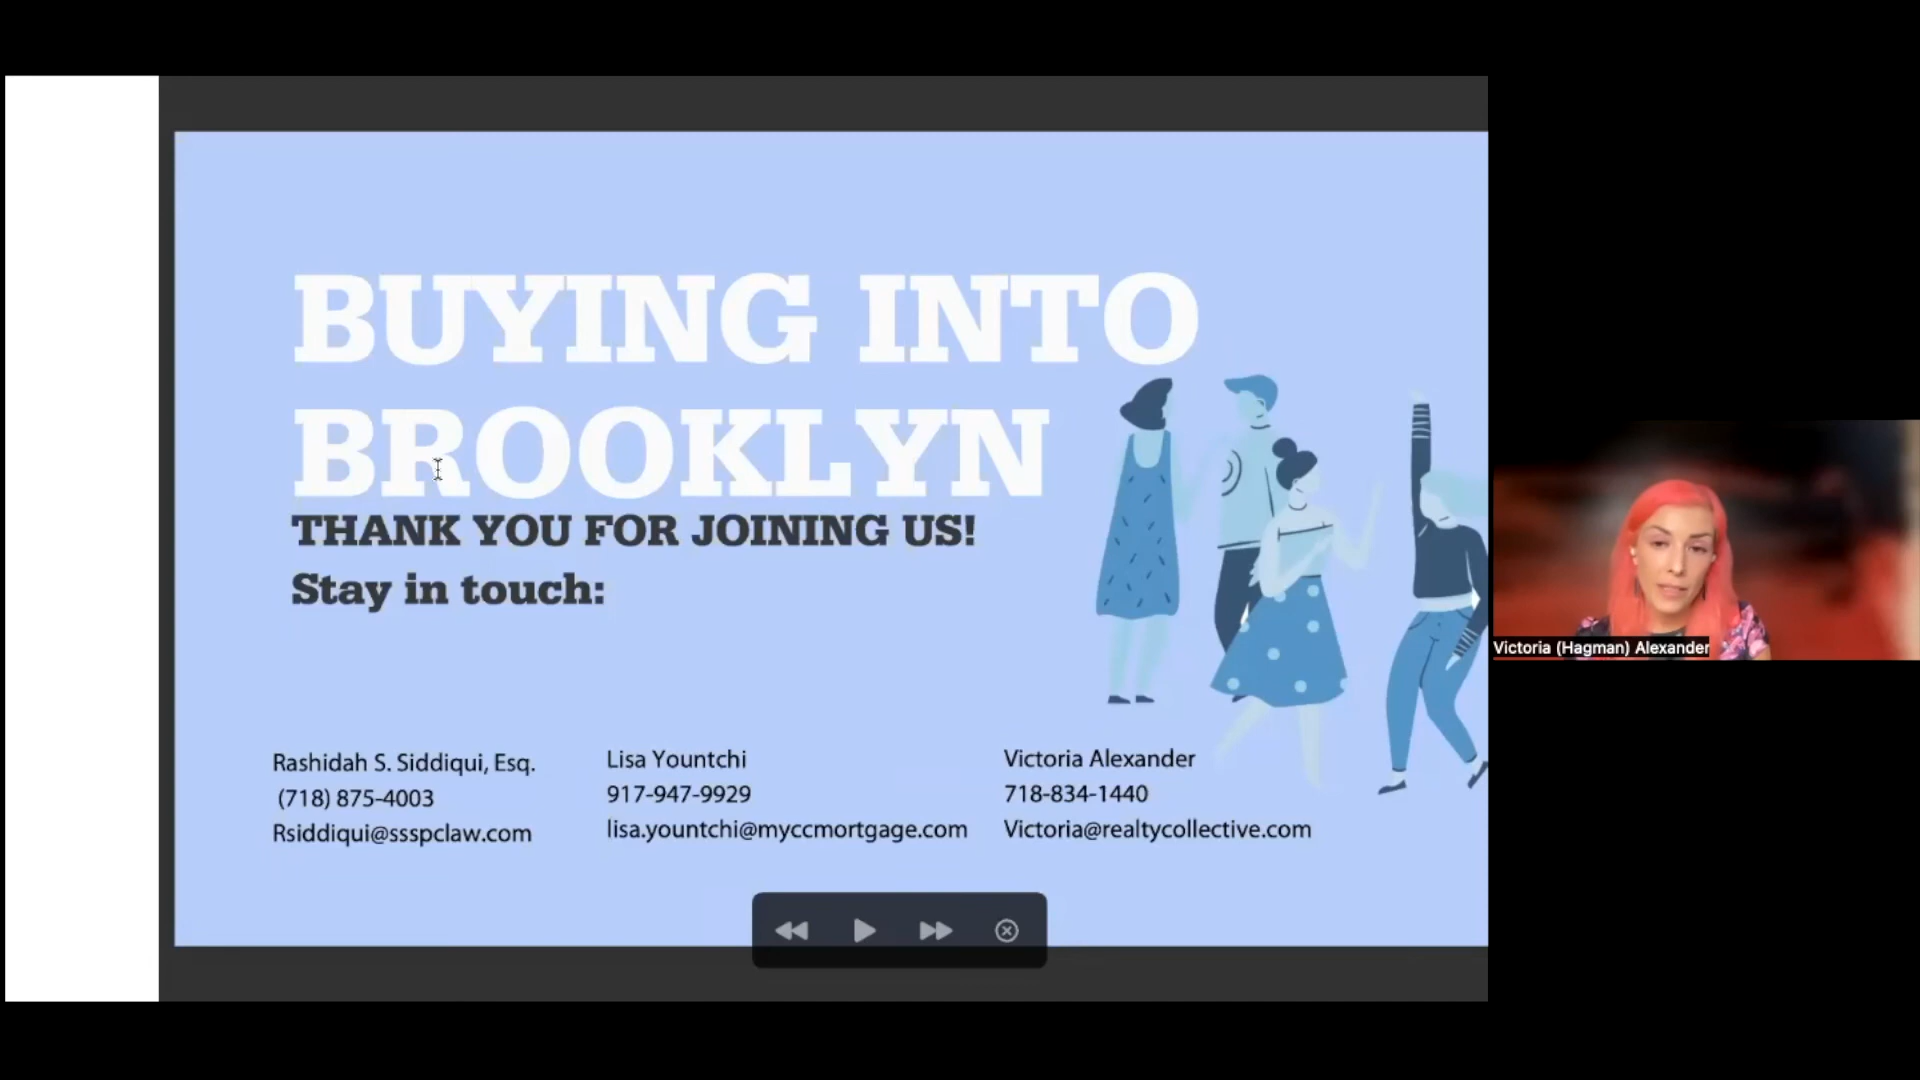 BUYING INTO
BROOKLYN
THANK YOU FOR JOINING US!
Stay in touch:
Rashidah S. Siddiqui, Esq.
(718) 875-4003
Rsiddiqui@ssspclaw.com
Lisa Yountchi
917-947-9929
lisa.yountchi@myccmortgage.com
Victoria Alexander
718-834-1440
Victoria@realtycollective.com
Victoria (Hagman) Alexander